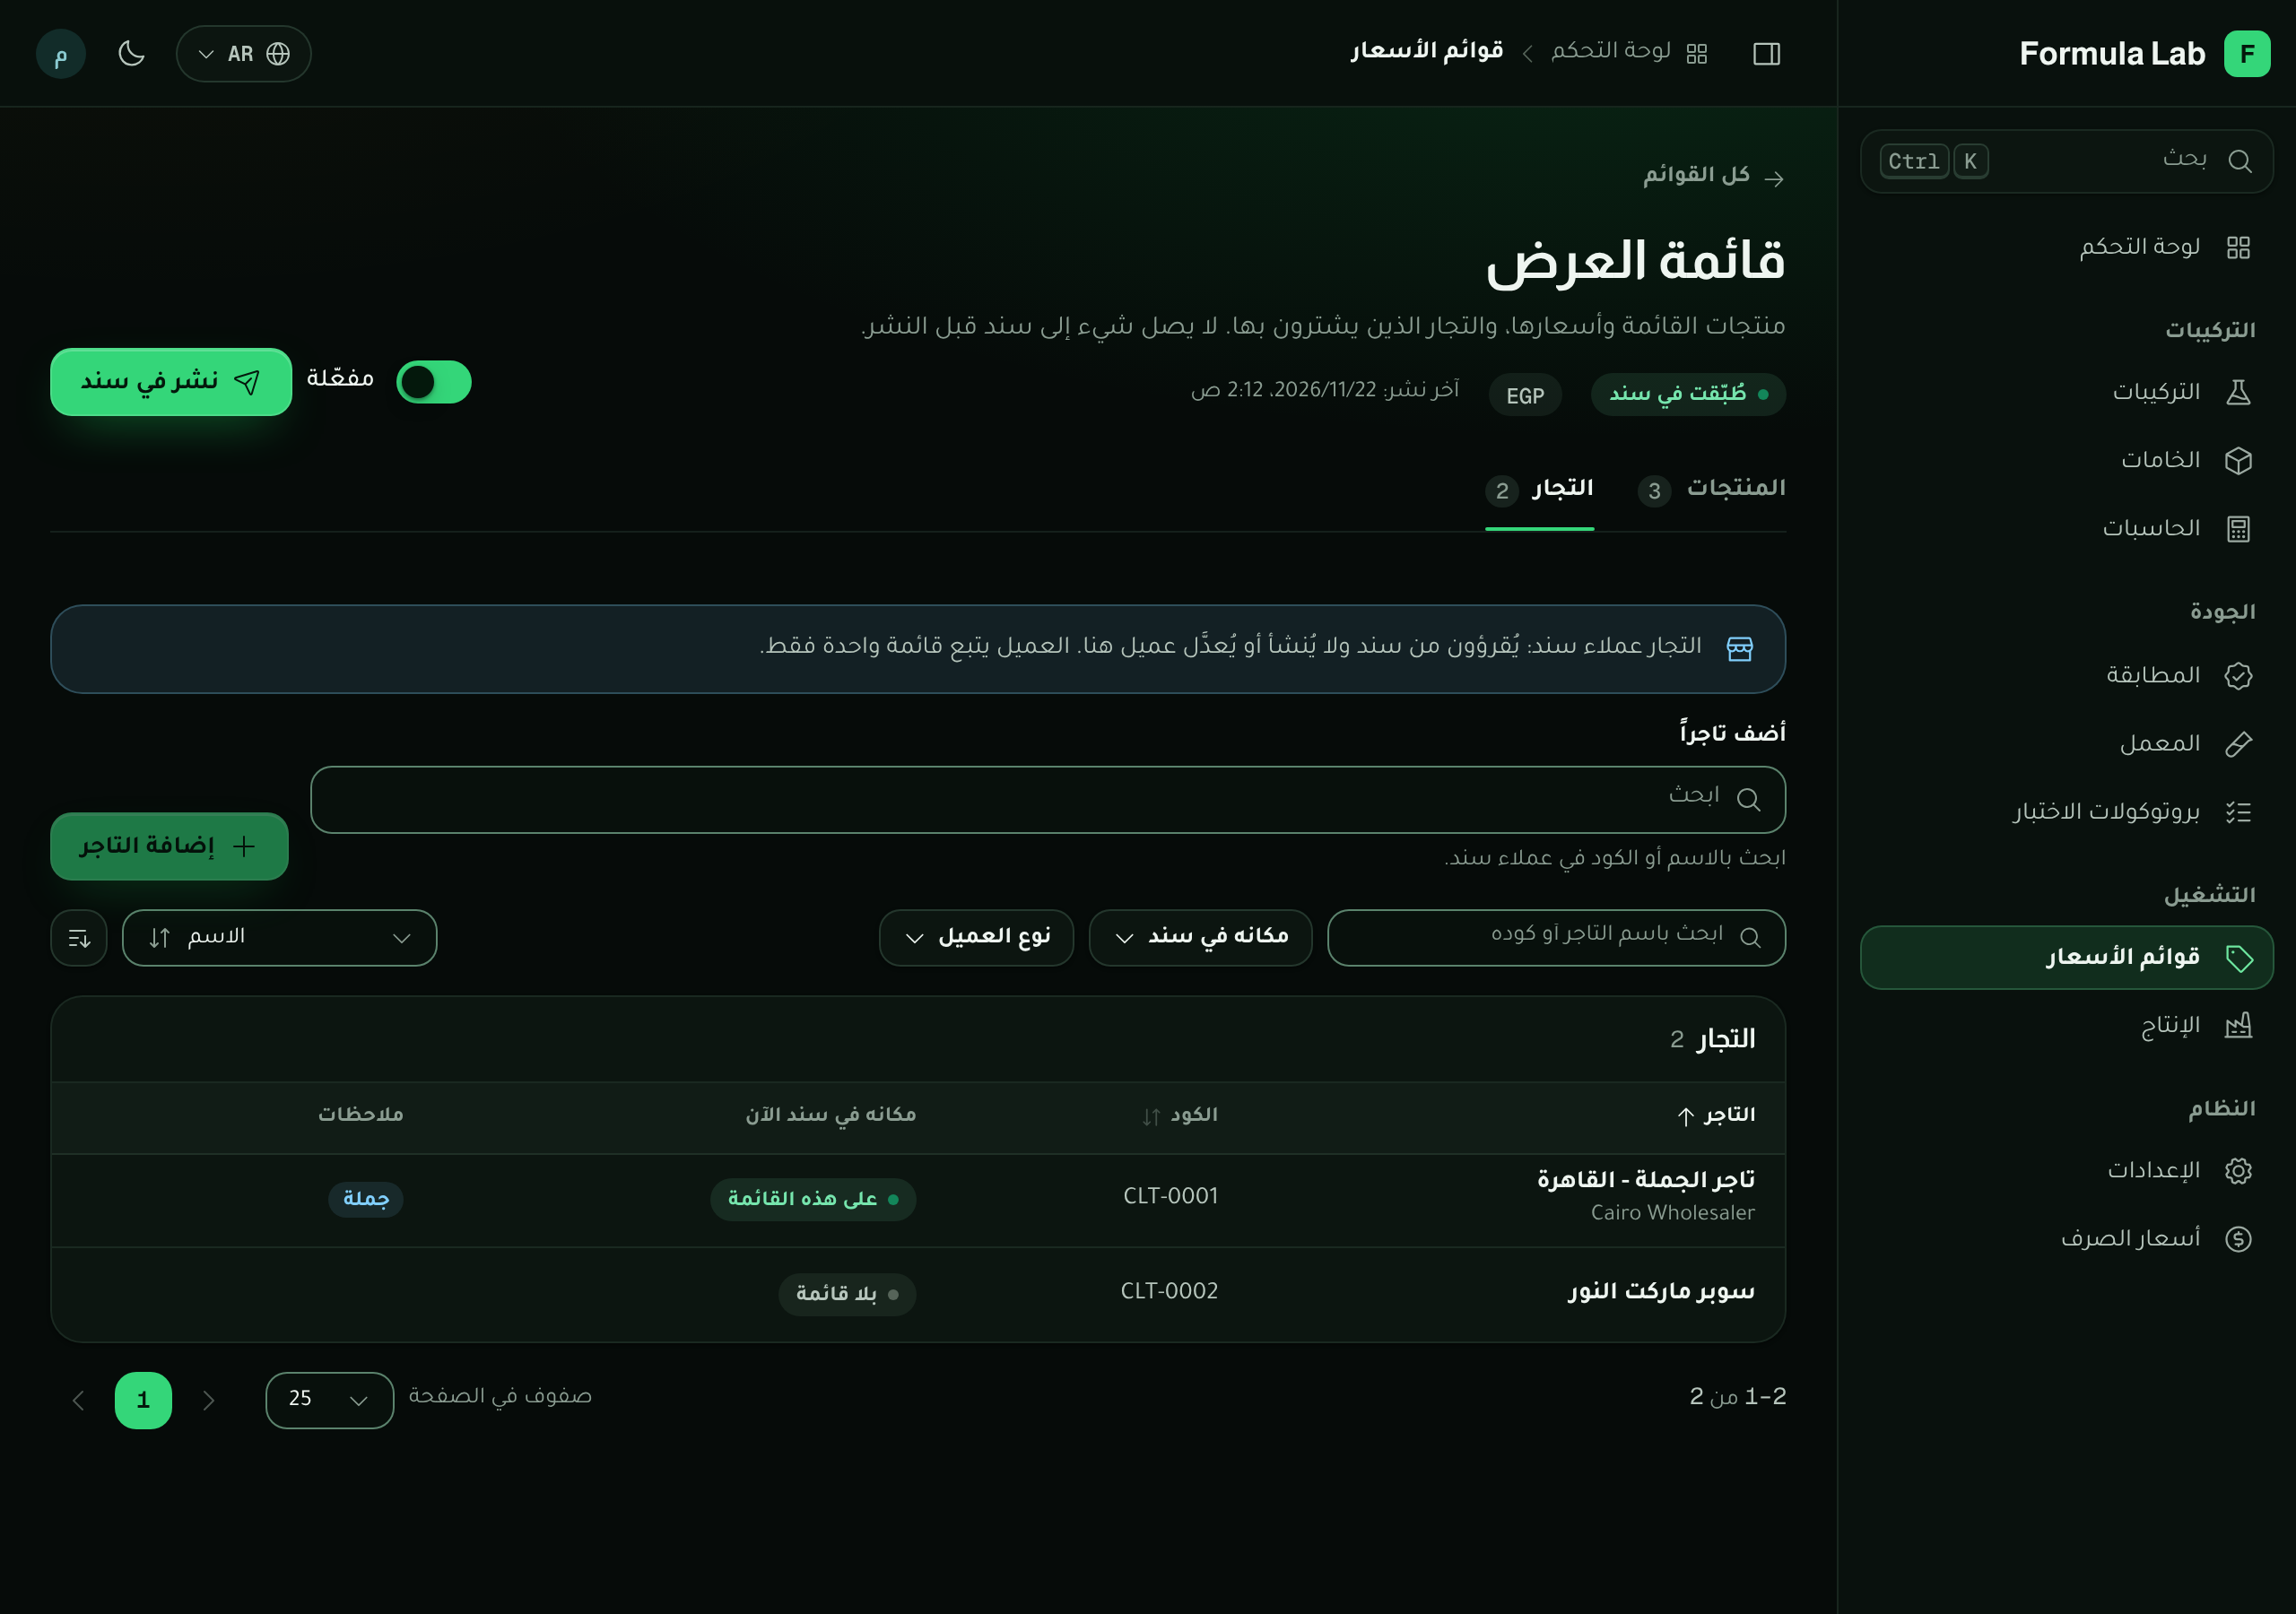 Formula Lab
F
بحث
Ctrl K
لوحة التحكم
التركيبات
التركيبات
الخامات
الحاسبات
الجودة
المطابقة
المعمل
بروتوكولات الاختبار
التشغيل
قوائم الأسعار
الإنتاج
النظام
الإعدادات
أسعار الصرف
لوحة التحكم
قوائم الأسعار
AR
م
كل القوائم
قائمة العرض
منتجات القائمة وأسعارها، والتجار الذين يشترون بها. لا يصل شيء إلى سند قبل النشر.
طُبّقت في سند
EGP
آخر نشر: 2026/11/22، 2:12 ص
مفعّلة
نشر في سند
المنتجات 3
التجار 2
التجار عملاء سند: يُقرؤون من سند ولا يُنشأ أو يُعدَّل عميل هنا. العميل يتبع قائمة واحدة فقط.
أضف تاجراً
ابحث
إضافة التاجر
ابحث بالاسم أو الكود في عملاء سند.
ابحث باسم التاجر أو كوده
مكانه في سند
نوع العميل
الاسم
التجار 2
التاجر
الكود
مكانه في سند الآن
ملاحظات
تاجر الجملة - القاهرة
Cairo Wholesaler
CLT-0001
على هذه القائمة
جملة
سوبر ماركت النور
CLT-0002
بلا قائمة
1–2 من 2
صفوف في الصفحة
25
1